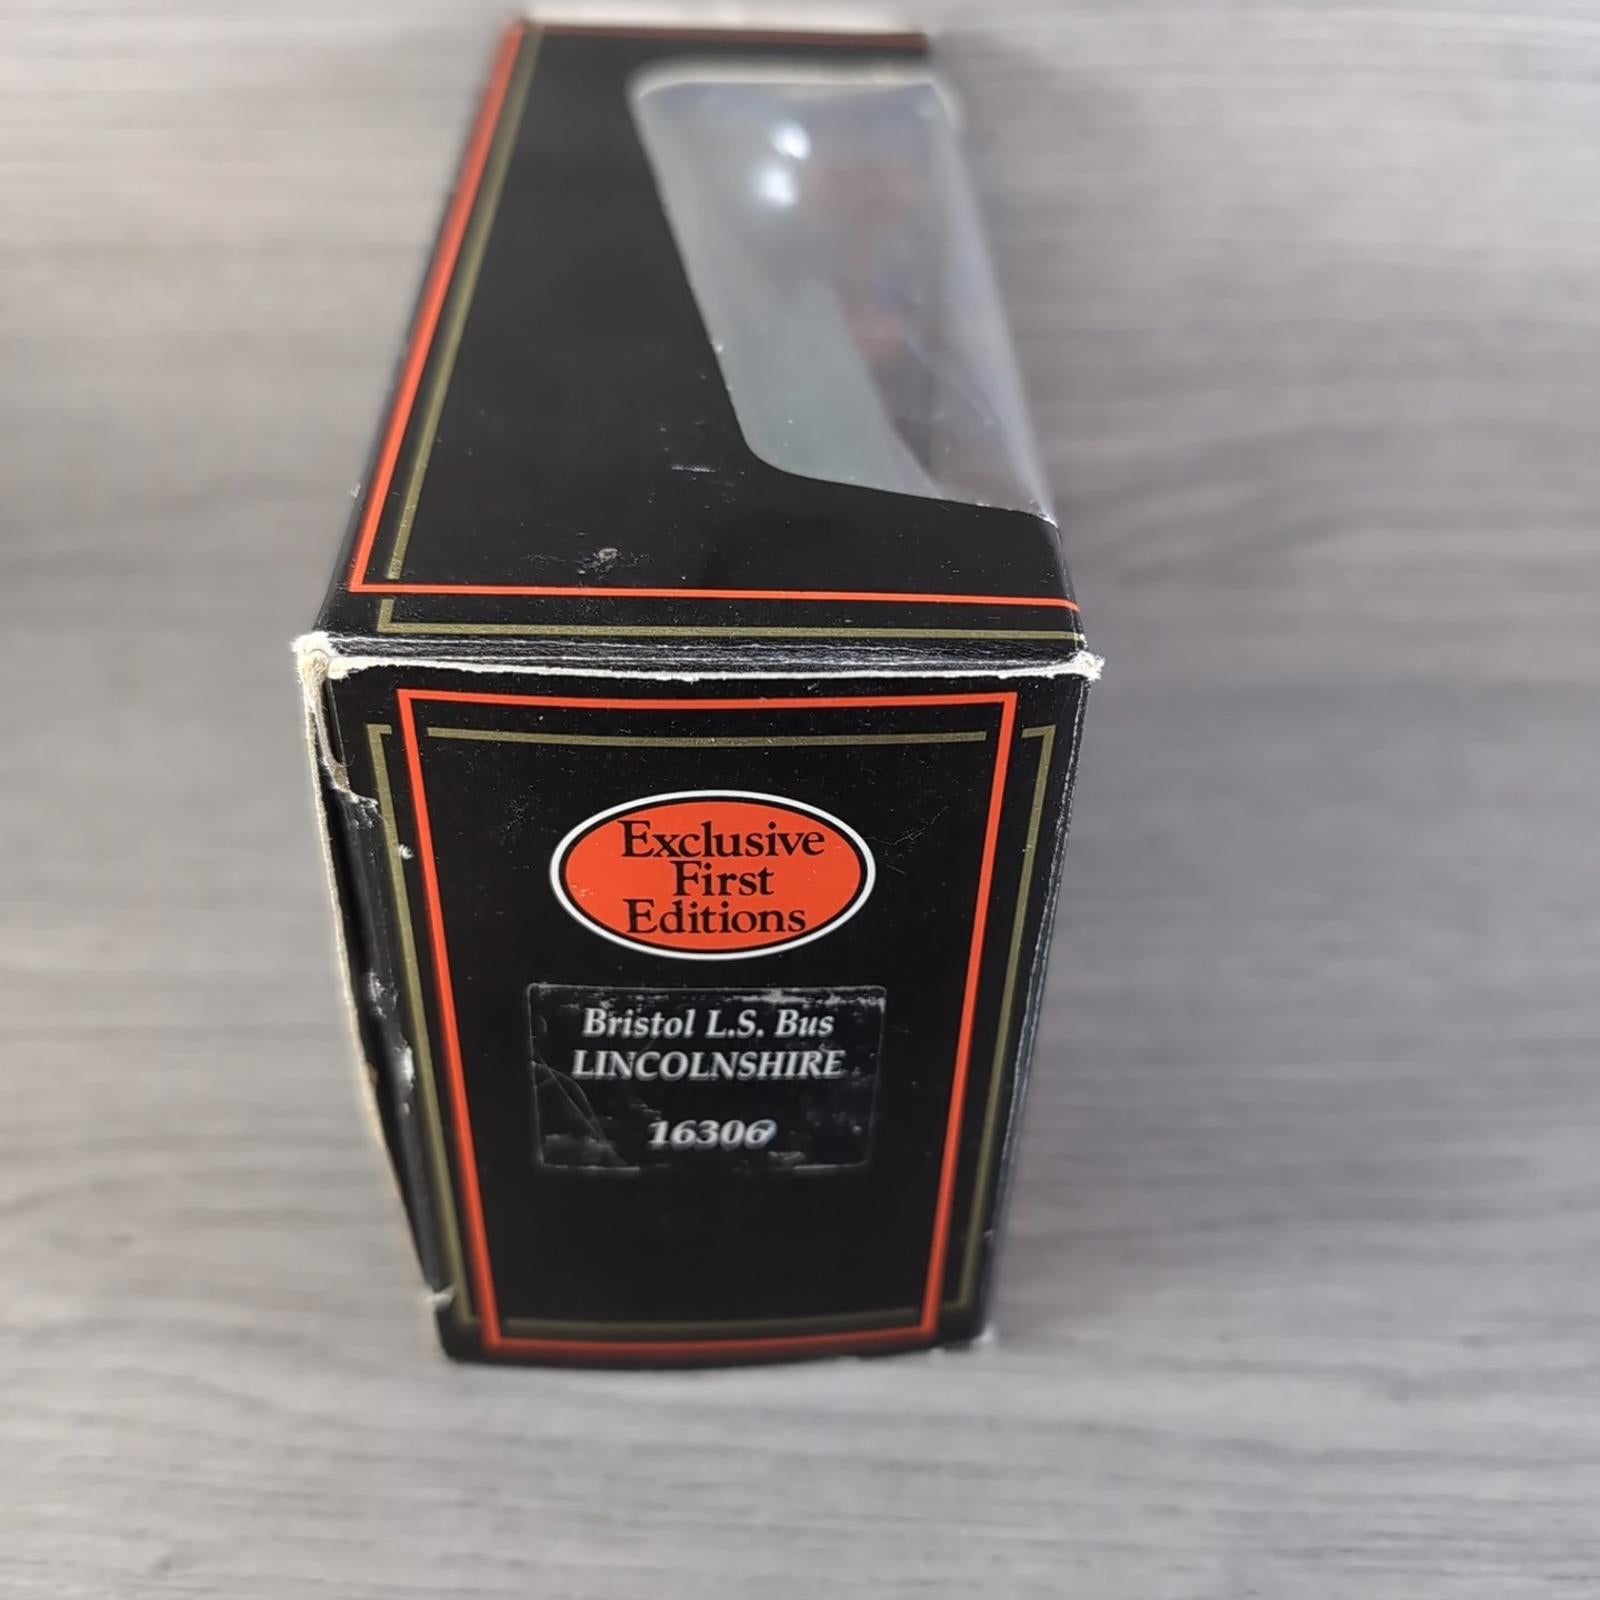 Exclusive
First
Editions
Bristol L.S. Bus
LINCOLNSHIRE
16306